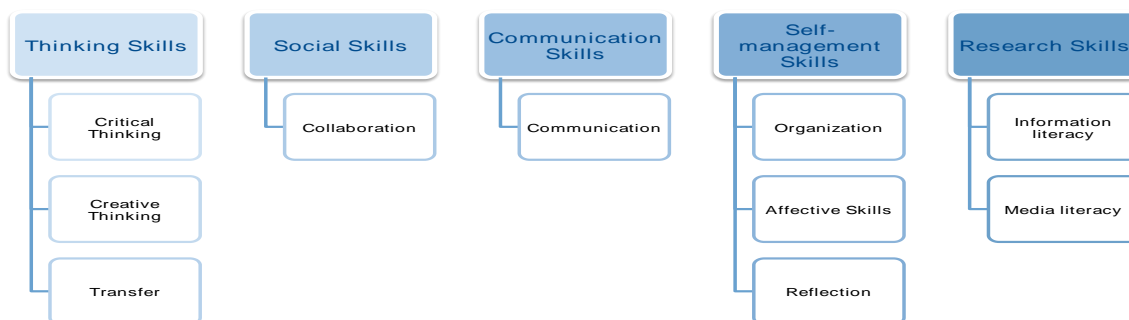 Thinking Skills
Critical
Thinking
Creative
Thinking
Transfer
Social Skills
Collaboration
Communication
Skills
Communication
Self-
management
Skills
Organization
Affective Skills
Reflection
Research Skills
Information
literacy
Media literacy